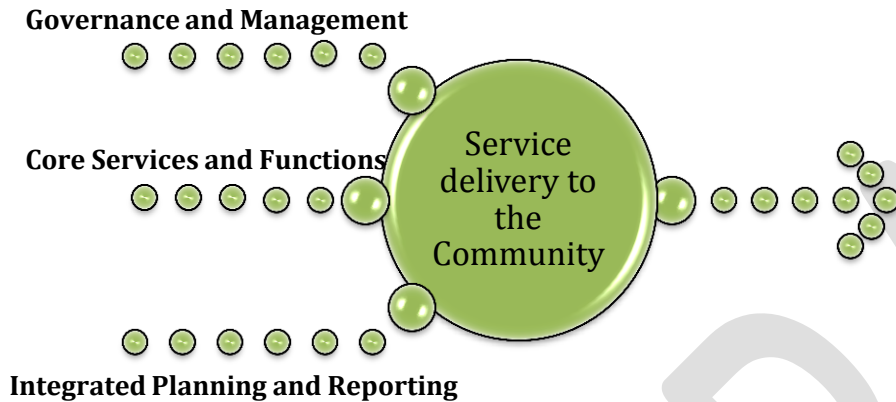 Governance and Management
Core Services and Functions
Service
delivery to
the
Community
Integrated Planning and Reporting